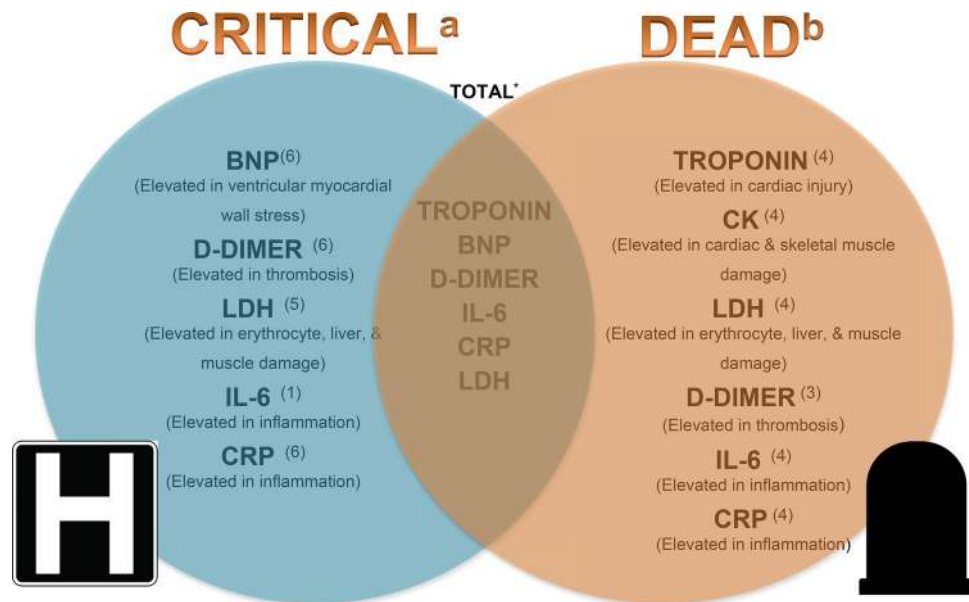 CRITICALᵃ
DEADᵇ
TOTAL*
BNP(6)
(Elevated in ventricular myocardial
wall stress)
D-DIMER (6)
(Elevated in thrombosis)
LDH (5)
(Elevated in erythrocyte, liver, &
muscle damage)
IL-6 (1)
(Elevated in inflammation)
CRP (6)
(Elevated in inflammation)
TROPONIN
BNP
D-DIMER
IL-6
CRP
LDH
TROPONIN (4)
(Elevated in cardiac injury)
CK (4)
(Elevated in cardiac & skeletal muscle
damage)
LDH (4)
(Elevated in erythrocyte, liver, & muscle
damage)
D-DIMER (3)
(Elevated in thrombosis)
IL-6 (4)
(Elevated in inflammation)
CRP (4)
(Elevated in inflammation)
H